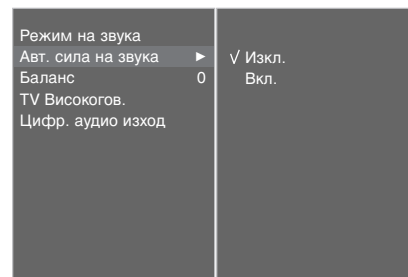 Режим на звука
Авт. сила на звука ►
√ Изкл.
Баланс 0
Вкл.
TV Високогов.
Цифр. аудио изход